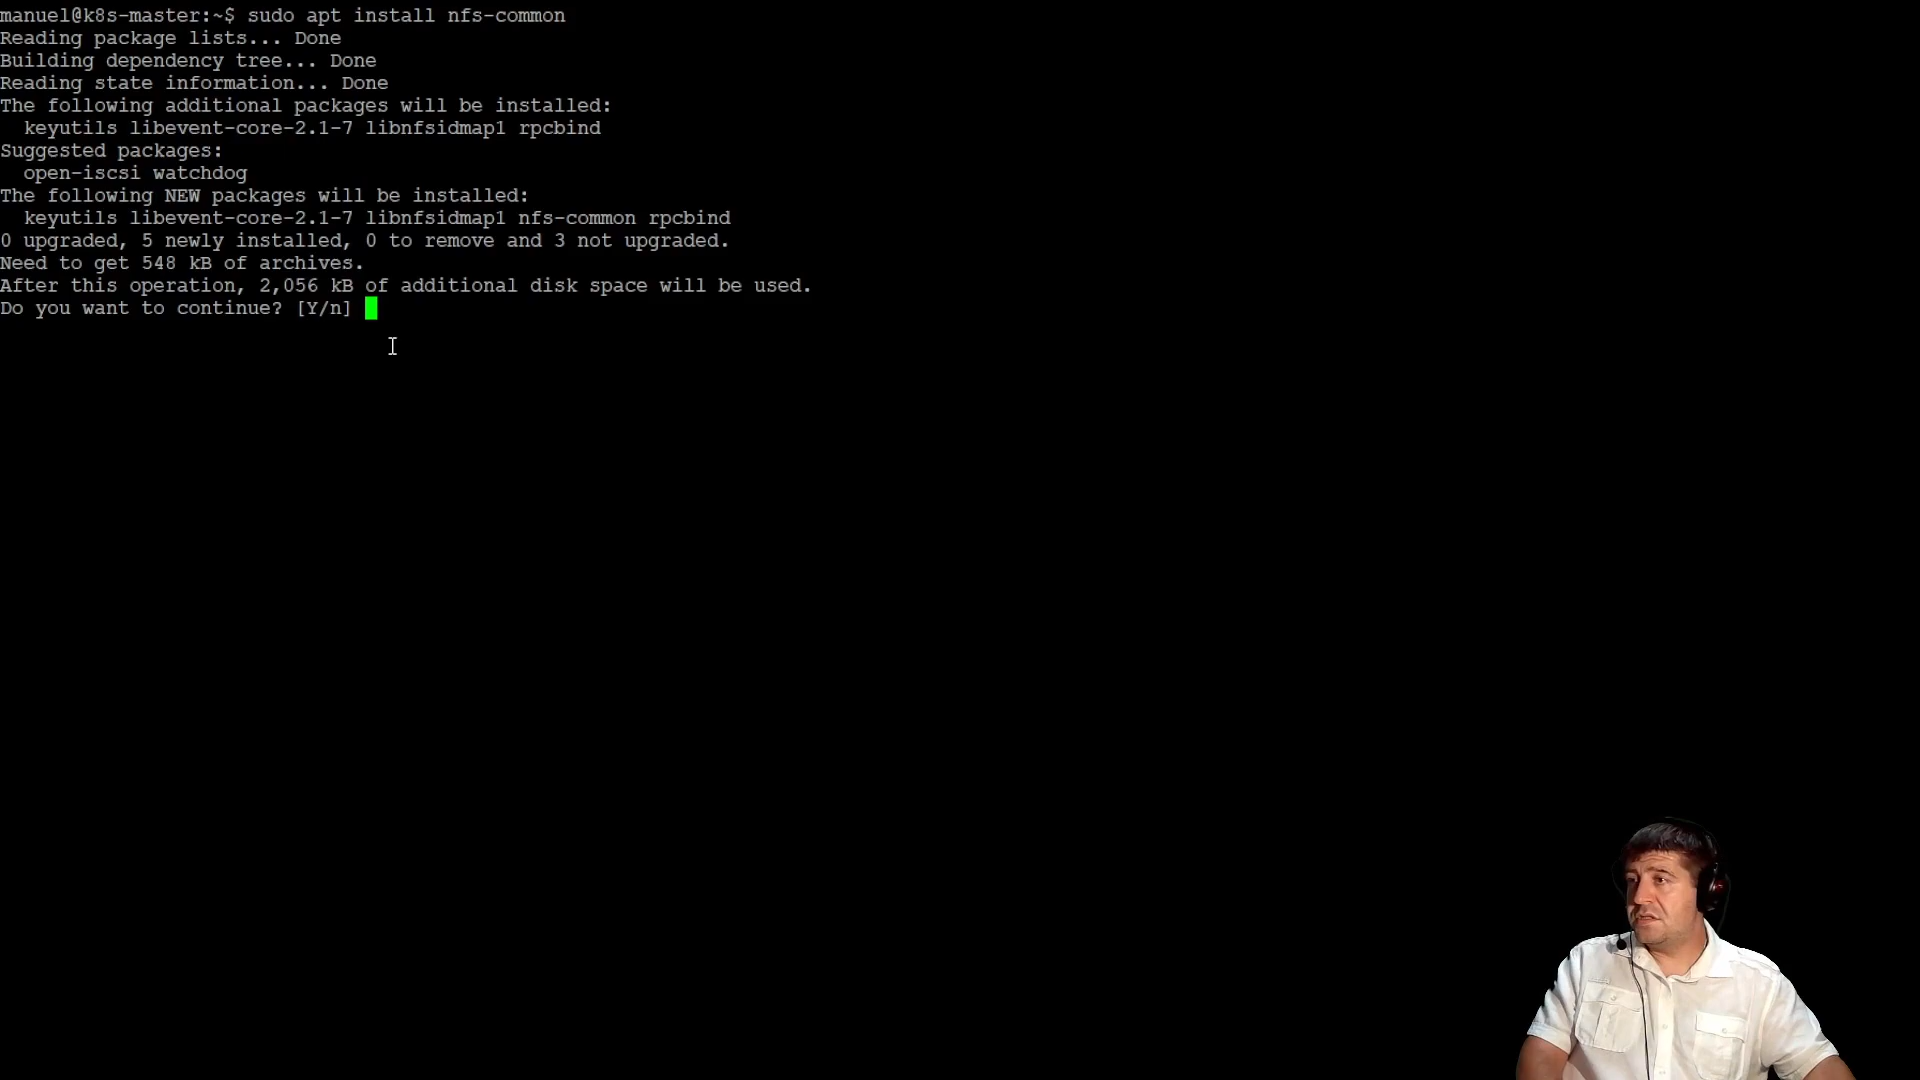 manuel@k8s-master:~$ sudo apt install nfs-common
Reading package lists... Done
Building dependency tree... Done
Reading state information... Done
The following additional packages will be installed:
  keyutils libevent-core-2.1-7 libnfsidmap1 rpcbind
Suggested packages:
  open-iscsi watchdog
The following NEW packages will be installed:
  keyutils libevent-core-2.1-7 libnfsidmap1 nfs-common rpcbind
0 upgraded, 5 newly installed, 0 to remove and 3 not upgraded.
Need to get 548 kB of archives.
After this operation, 2,056 kB of additional disk space will be used.
Do you want to continue? [Y/n]